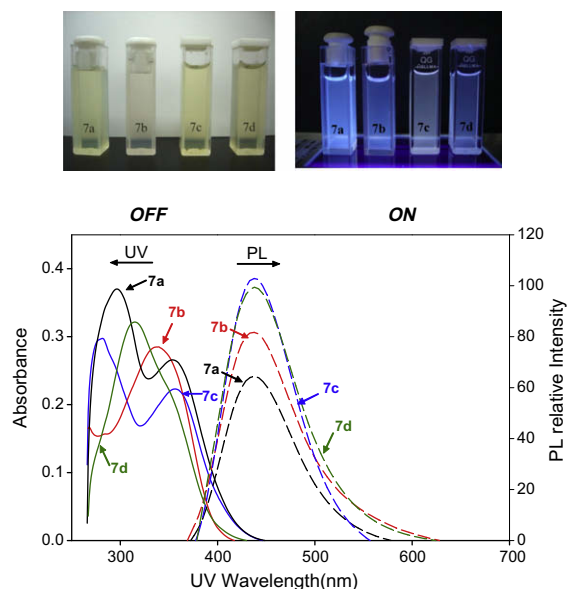 7a 7b 7c 7d
QG QG
7a 7b 7c 7d
OFF ON
UV PL
7a
7b
7c
7d
7b
7a
7c
7d
0.4
0.3
0.2
0.1
0.0
120
100
80
60
40
20
0
300 400 500 600 700
Absorbance
PL relative Intensity
UV Wavelength(nm)